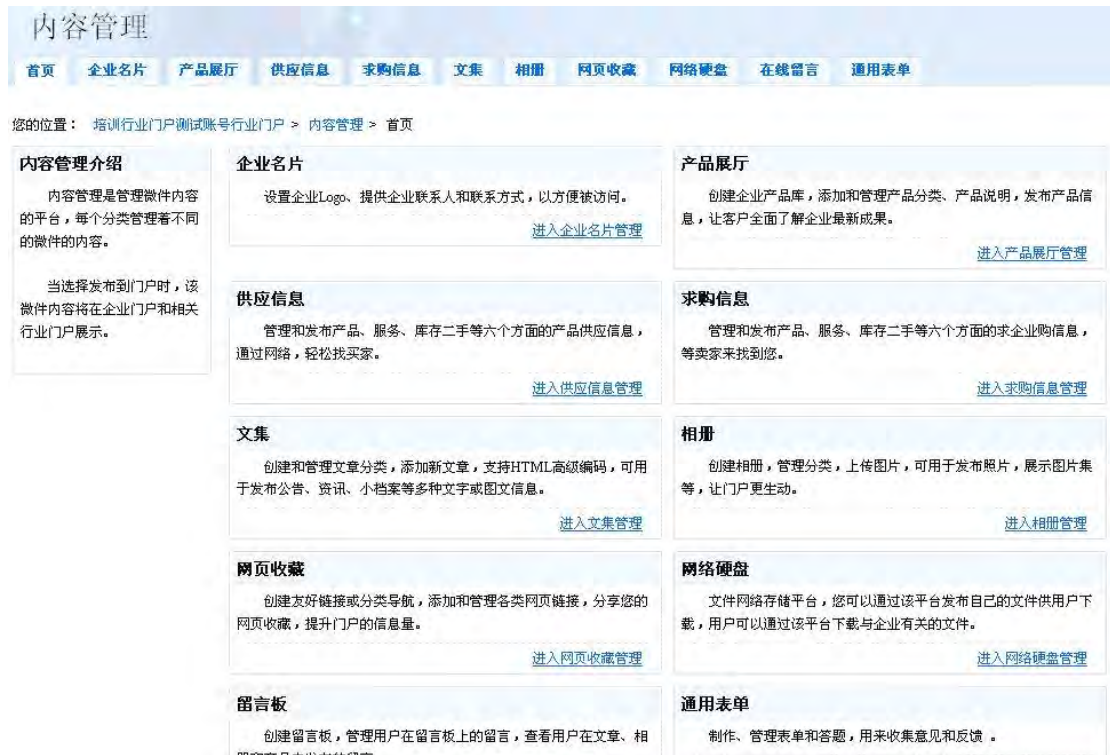 内容管理
首页 企业名片 产品展厅 供应信息 求购信息 文集 相册 网页收藏 网络硬盘 在线留言 通用表单
您的位置： 培训行业门户测试账号行业门户 > 内容管理 > 首页
内容管理介绍
内容管理是管理微件内容
的平台，每个分类管理着不同
的微件的内容。
当选择发布到门户时，该
微件内容将在企业门户和相关
行业门户展示。
企业名片
设置企业Logo、提供企业联系人和联系方式，以方便被访问。
进入企业名片管理
产品展厅
创建企业产品库，添加和管理产品分类、产品说明，发布产品信
息，让客户全面了解企业最新成果。
进入产品展厅管理
供应信息
管理和发布产品、服务、库存二手等六个方面的产品供应信息，
通过网络，轻松找买家。
进入供应信息管理
求购信息
管理和发布产品、服务、库存二手等六个方面的求企业购信息，
等卖家来找到您。
进入求购信息管理
文集
创建和管理文章分类，添加新文章，支持HTML高级编码，可用
于发布公告、资讯、小档案等多种文字或图文信息。
进入文集管理
相册
创建相册，管理分类，上传图片，可用于发布照片，展示图片集
等，让门户更生动。
进入相册管理
网页收藏
创建友好链接或分类导航，添加和管理各类网页链接，分享您的
网页收藏，提升门户的信息量。
进入网页收藏管理
网络硬盘
文件网络存储平台，您可以通过该平台发布自己的文件供用户下
载，用户可以通过该平台下载与企业有关的文件。
进入网络硬盘管理
留言板
创建留言板，管理用户在留言板上的留言，查看用户在文章、相
通用表单
制作、管理表单和答题，用来收集意见和反馈 。